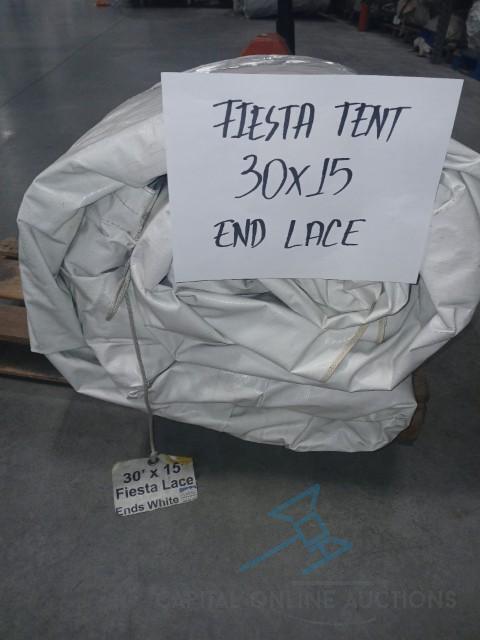 FIESTA TENT
30x15
END LACE
30' x 15'
Fiesta Lace
Ends White
CAPITAL ONLINE AUCTIONS